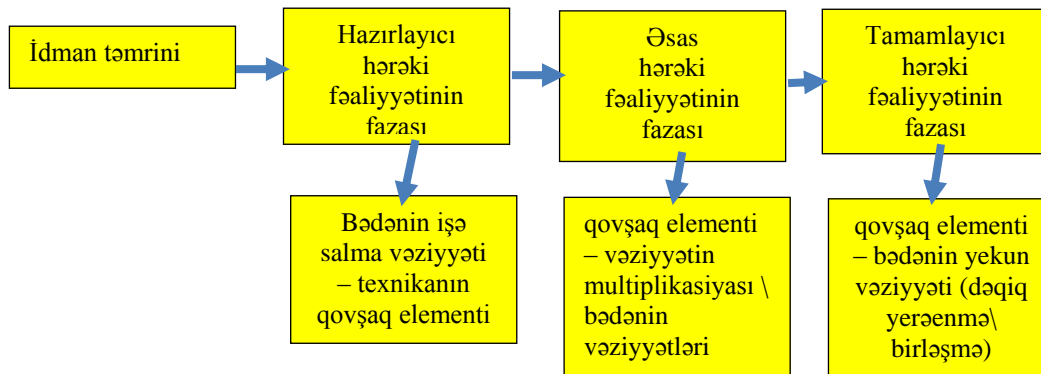 İdman təmrini
Hazırlayıcı
hərəki
fəaliyyətinin
fazası
Əsas
hərəki
fəaliyyətinin
fazası
Tamamlayıcı
hərəki
fəaliyyətinin
fazası
Bədənin işə
salma vəziyyəti
– texnikanın
qovşaq elementi
qovşaq elementi
– vəziyyətin
multiplikasiyası \
bədənin
vəziyyətləri
qovşaq elementi
– bədənin yekun
vəziyyəti (dəqiq
yerəenmə\
birləşmə)